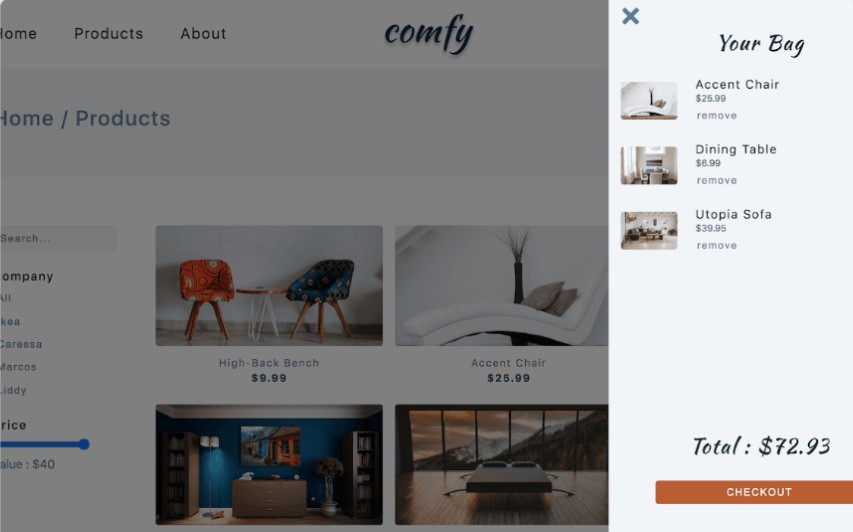 Home
Products
About
comfy
Home / Products
Search...
ompany
All
kea
Caressa
Marcos
Liddy
rice
alue : $40
High-Back Bench
$9.99
Accent Chair
$25.99
Your Bag
Accent Chair
$25.99
remove
Dining Table
$6.99
remove
Utopia Sofa
$39.95
remove
Total : $72.93
CHECKOUT